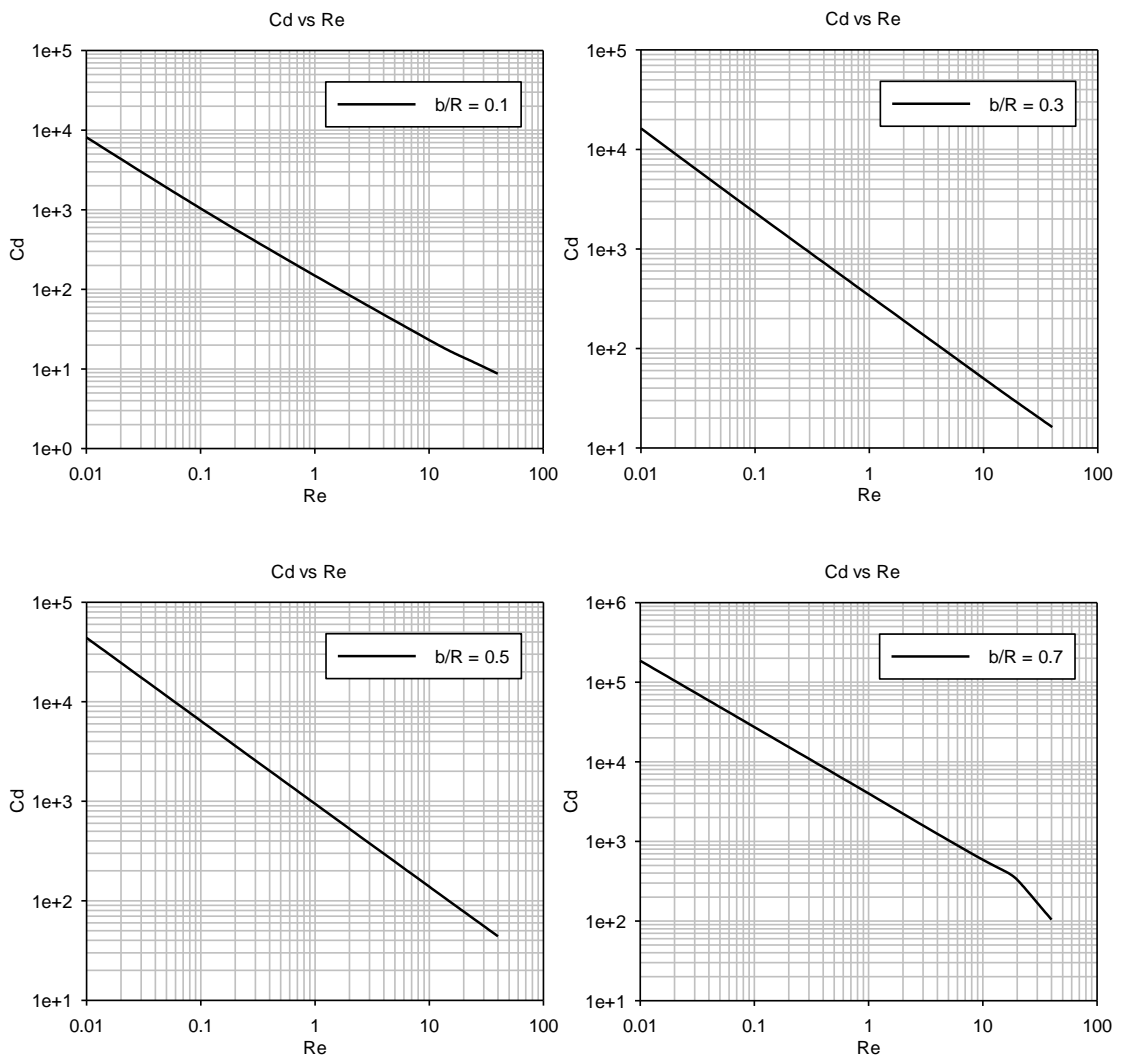 Cd vs Re
1e+5
1e+4
1e+3
1e+2
1e+1
1e+0
Cd
b/R = 0.1
0.01 0.1 1 10 100
Re
Cd vs Re
1e+5
1e+4
1e+3
1e+2
1e+1
Cd
b/R = 0.3
0.01 0.1 1 10 100
Re
Cd vs Re
1e+5
1e+4
1e+3
1e+2
1e+1
Cd
b/R = 0.5
0.01 0.1 1 10 100
Re
Cd vs Re
1e+6
1e+5
1e+4
1e+3
1e+2
1e+1
Cd
b/R = 0.7
0.01 0.1 1 10 100
Re